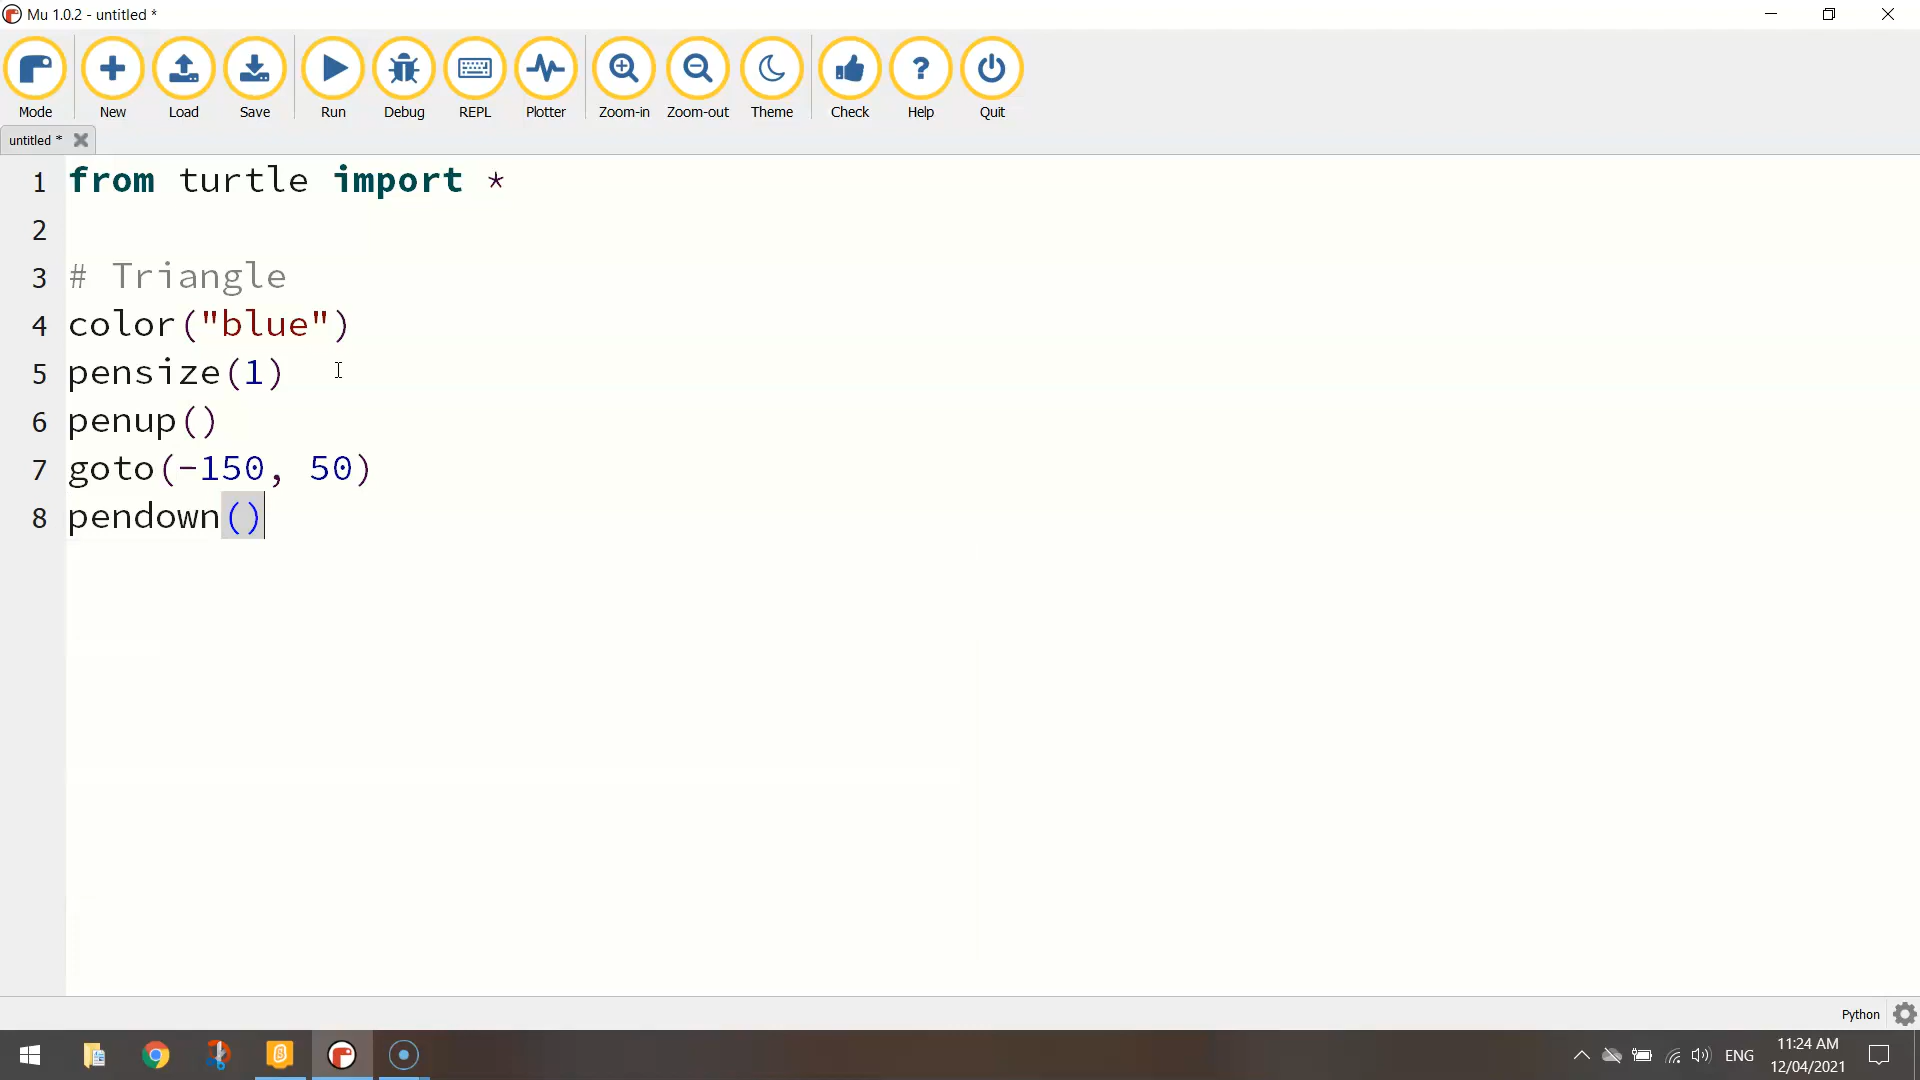 Mu 1.0.2 - untitled *
Mode New Load Save Run Debug REPL Plotter Zoom-in Zoom-out Theme Check Help Quit
untitled *
1 from turtle import *
2
3 # Triangle
4 color("blue")
5 pensize(1)
6 penup()
7 goto(-150, 50)
8 pendown()
Python
ENG
11:24 AM
12/04/2021